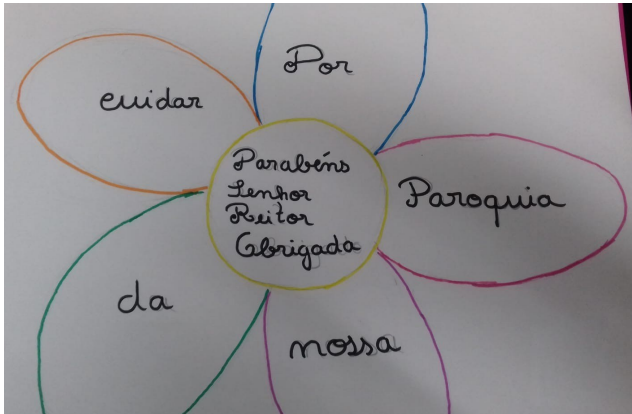 Parabéns
Senhor
Reitor
Obrigada
Por
cuidar
da
nossa
Paroquia